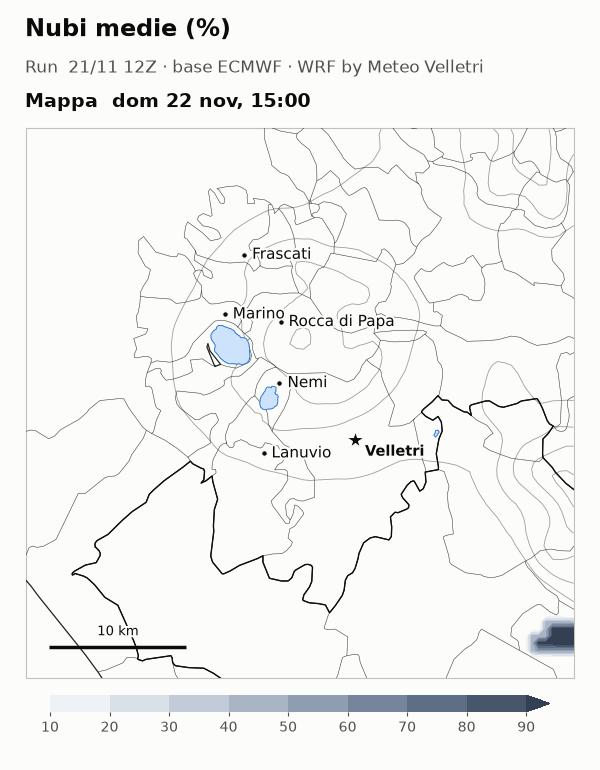 Nubi medie (%)
Run  21/11 12Z · base ECMWF · WRF by Meteo Velletri
Mappa  dom 22 nov, 15:00
Frascati
Marino
Rocca di Papa
Nemi
Velletri
Lanuvio
10 km
10 20 30 40 50 60 70 80 90